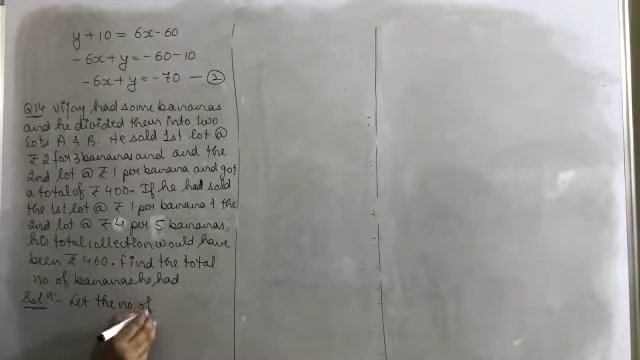 y + 10 = 6x - 60
- 6x + y = - 60 - 10
- 6x + y = - 70 — ②
Q14 Vijay had some bananas
and he divided them into two
lots A & B. He sold 1st lot @
₹ 2 for 3 bananas and and the
2nd lot @ ₹ 1 per banana and got
a total of ₹ 400. If he had sold
the 1st lot @ ₹ 1 per banana & the
2nd lot @ ₹ 4 per 5 bananas,
his total collection would have
been ₹ 460. Find the total
no of bananas he had
Solⁿ:- Let the no of